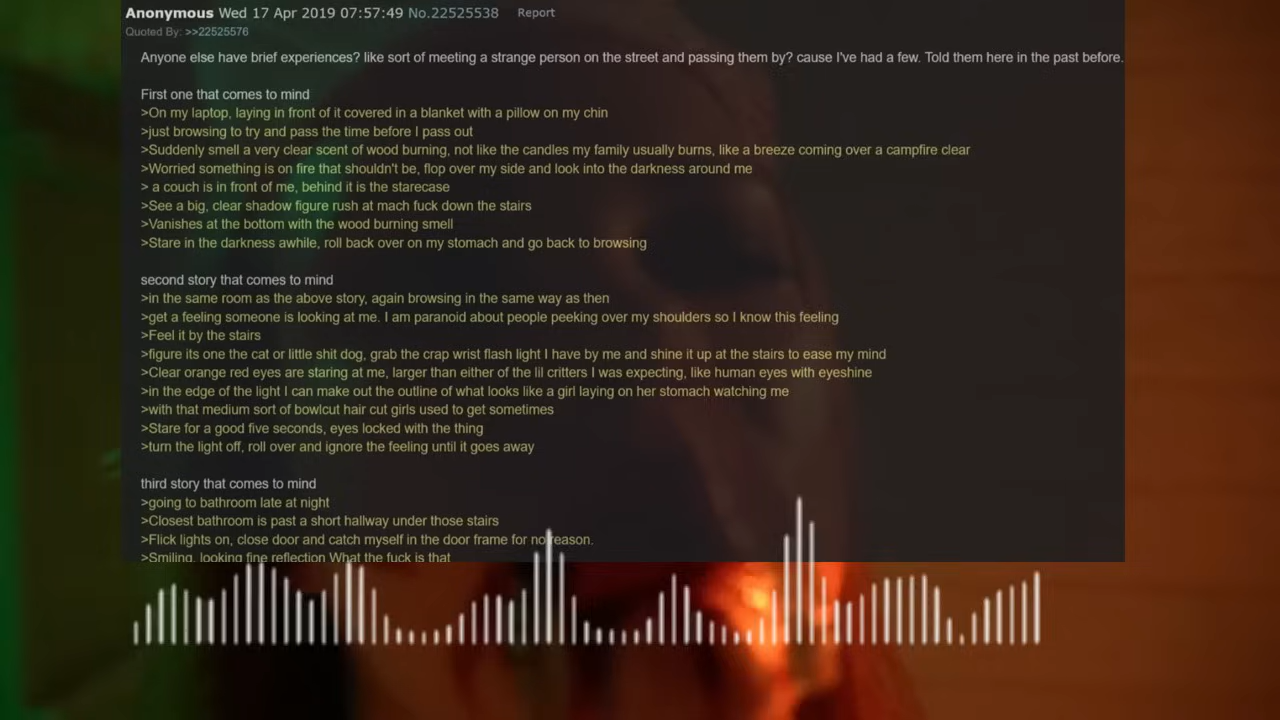 Anonymous Wed 17 Apr 2019 07:57:49 No.22525538 Report
Quoted By: >>22525576
Anyone else have brief experiences? like sort of meeting a strange person on the street and passing them by? cause I've had a few. Told them here in the past before.
First one that comes to mind
>On my laptop, laying in front of it covered in a blanket with a pillow on my chin
>just browsing to try and pass the time before I pass out
>Suddenly smell a very clear scent of wood burning, not like the candles my family usually burns, like a breeze coming over a campfire clear
>Worried something is on fire that shouldn't be, flop over my side and look into the darkness around me
> a couch is in front of me, behind it is the starecase
>See a big, clear shadow figure rush at mach fuck down the stairs
>Vanishes at the bottom with the wood burning smell
>Stare in the darkness awhile, roll back over on my stomach and go back to browsing
second story that comes to mind
>in the same room as the above story, again browsing in the same way as then
>get a feeling someone is looking at me. I am paranoid about people peeking over my shoulders so I know this feeling
>Feel it by the stairs
>figure its one the cat or little shit dog, grab the crap wrist flash light I have by me and shine it up at the stairs to ease my mind
>Clear orange red eyes are staring at me, larger than either of the lil critters I was expecting, like human eyes with eyeshine
>in the edge of the light I can make out the outline of what looks like a girl laying on her stomach watching me
>with that medium sort of bowlcut hair cut girls used to get sometimes
>Stare for a good five seconds, eyes locked with the thing
>turn the light off, roll over and ignore the feeling until it goes away
third story that comes to mind
>going to bathroom late at night
>Closest bathroom is past a short hallway under those stairs
>Flick lights on, close door and catch myself in the door frame for no reason.
>Smiling, looking fine reflection What the fuck is that